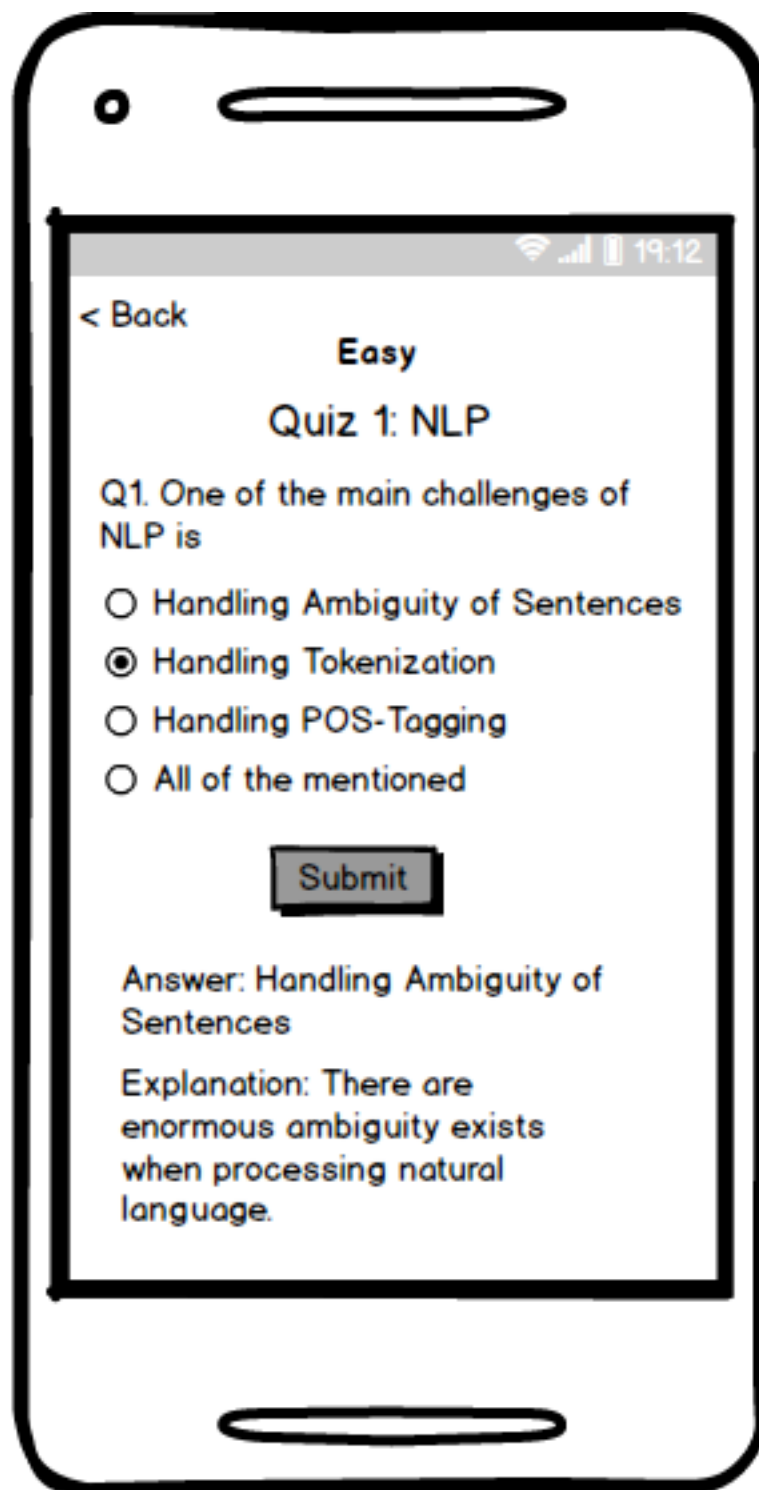 19:12
< Back
Easy
Quiz 1: NLP
Q1. One of the main challenges of
NLP is
Handling Ambiguity of Sentences
Handling Tokenization
Handling POS-Tagging
All of the mentioned
Submit
Answer: Handling Ambiguity of
Sentences
Explanation: There are
enormous ambiguity exists
when processing natural
language.